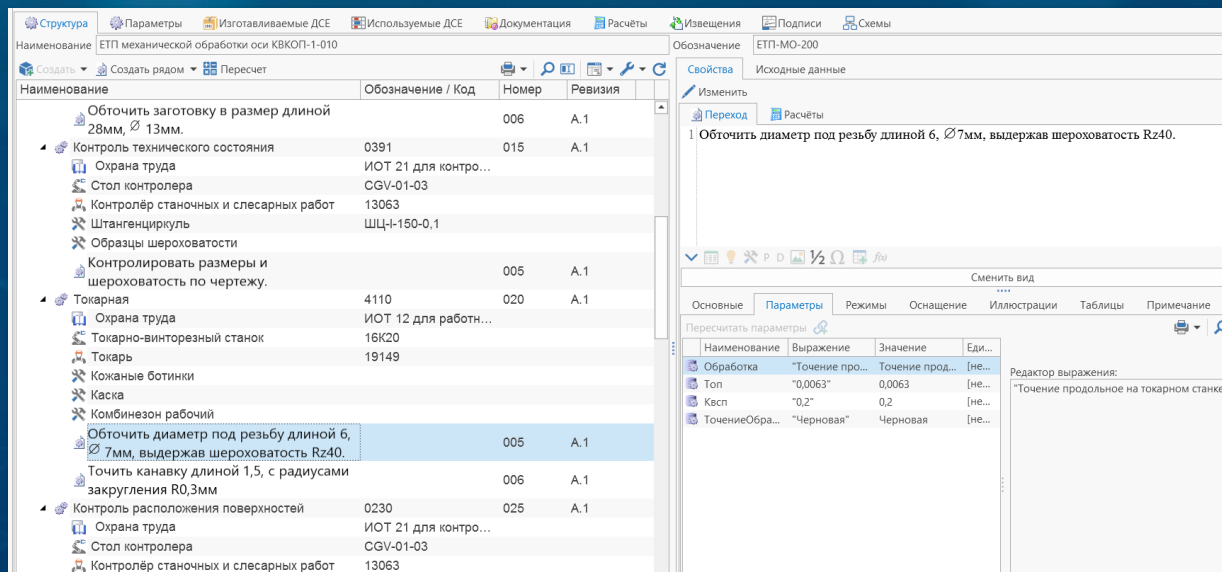 Структура Параметры Изготавливаемые ДСЕ Используемые ДСЕ Документация Расчёты Извещения Подписи Схемы
Наименование ЕТП механической обработки оси КВКОП-1-010 Обозначение ЕТП-МО-200
Создать Создать рядом Пересчет
Наименование Обозначение / Код Номер Ревизия
Обточить заготовку в размер длиной
28мм, ∅ 13мм. 006 А.1
Контроль технического состояния 0391 015 А.1
Охрана труда ИОТ 21 для контро...
Стол контролера CGV-01-03
Контролёр станочных и слесарных работ 13063
Штангенциркуль ШЦ-I-150-0,1
Образцы шероховатости
Контролировать размеры и
шероховатость по чертежу. 005 А.1
Токарная 4110 020 А.1
Охрана труда ИОТ 12 для работн...
Токарно-винторезный станок 16К20
Токарь 19149
Кожаные ботинки
Каска
Комбинезон рабочий
Обточить диаметр под резьбу длиной 6,
∅ 7мм, выдержав шероховатость Rz40. 005 А.1
Точить канавку длиной 1,5, с радиусами
закругления R0,3мм 006 А.1
Контроль расположения поверхностей 0230 025 А.1
Охрана труда ИОТ 21 для контро...
Стол контролера CGV-01-03
Контролёр станочных и слесарных работ 13063
Свойства Исходные данные
Изменить
Переход Расчёты
1 Обточить диаметр под резьбу длиной 6, ∅7мм, выдержав шероховатость Rz40.
P D ½ Ω f(x)
Сменить вид
Основные Параметры Режимы Оснащение Иллюстрации Таблицы Примечание
Пересчитать параметры
Наименование Выражение Значение Еди...
Обработка "Точение про... Точение прод... [не...
Топ "0,0063" 0,0063 [не...
Квсп "0,2" 0,2 [не...
ТочениеОбра... "Черновая" Черновая [не...
Редактор выражения:
"Точение продольное на токарном станке